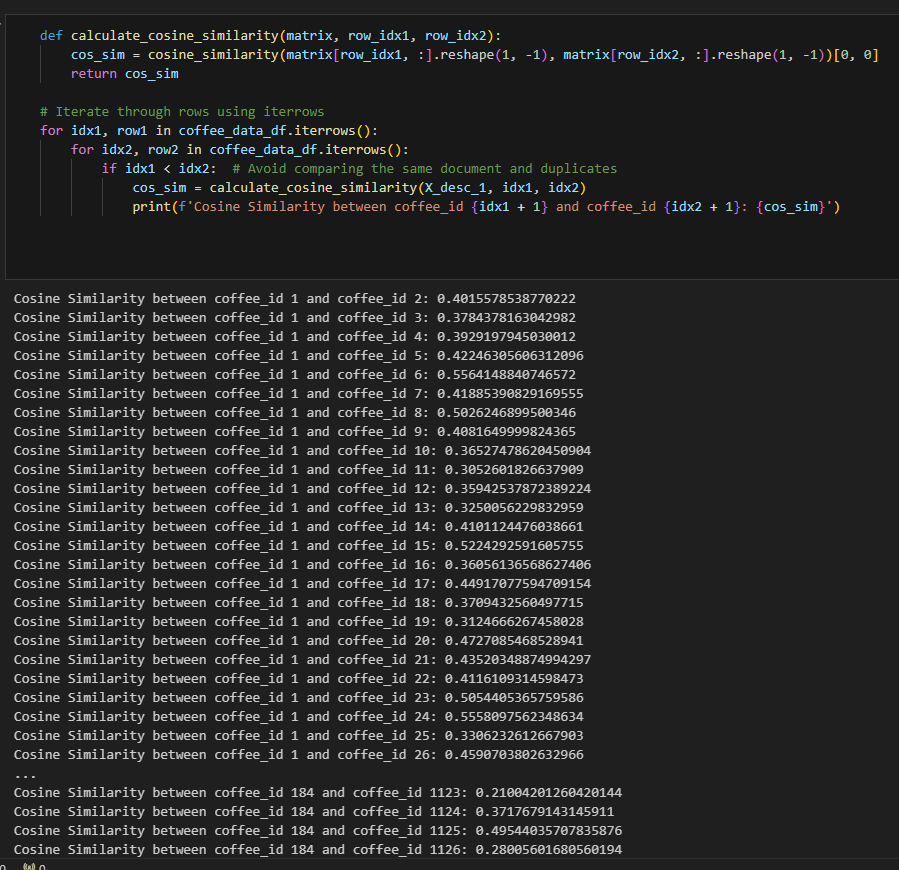 def calculate_cosine_similarity(matrix, row_idx1, row_idx2):
    cos_sim = cosine_similarity(matrix[row_idx1, :].reshape(1, -1), matrix[row_idx2, :].reshape(1, -1))[0, 0]
    return cos_sim
# Iterate through rows using iterrows
for idx1, row1 in coffee_data_df.iterrows():
    for idx2, row2 in coffee_data_df.iterrows():
        if idx1 < idx2:  # Avoid comparing the same document and duplicates
            cos_sim = calculate_cosine_similarity(X_desc_1, idx1, idx2)
            print(f'Cosine Similarity between coffee_id {idx1 + 1} and coffee_id {idx2 + 1}: {cos_sim}')
Cosine Similarity between coffee_id 1 and coffee_id 2: 0.4015578538770222
Cosine Similarity between coffee_id 1 and coffee_id 3: 0.3784378163042982
Cosine Similarity between coffee_id 1 and coffee_id 4: 0.3929197945030012
Cosine Similarity between coffee_id 1 and coffee_id 5: 0.42246305606312096
Cosine Similarity between coffee_id 1 and coffee_id 6: 0.5564148840746572
Cosine Similarity between coffee_id 1 and coffee_id 7: 0.41885390829169555
Cosine Similarity between coffee_id 1 and coffee_id 8: 0.5026246899500346
Cosine Similarity between coffee_id 1 and coffee_id 9: 0.4081649999824365
Cosine Similarity between coffee_id 1 and coffee_id 10: 0.36527478620450904
Cosine Similarity between coffee_id 1 and coffee_id 11: 0.3052601826637909
Cosine Similarity between coffee_id 1 and coffee_id 12: 0.35942537872389224
Cosine Similarity between coffee_id 1 and coffee_id 13: 0.3250056229832959
Cosine Similarity between coffee_id 1 and coffee_id 14: 0.4101124476038661
Cosine Similarity between coffee_id 1 and coffee_id 15: 0.5224292591605755
Cosine Similarity between coffee_id 1 and coffee_id 16: 0.36056136568627406
Cosine Similarity between coffee_id 1 and coffee_id 17: 0.44917077594709154
Cosine Similarity between coffee_id 1 and coffee_id 18: 0.3709432560497715
Cosine Similarity between coffee_id 1 and coffee_id 19: 0.3124666267458028
Cosine Similarity between coffee_id 1 and coffee_id 20: 0.4727085468528941
Cosine Similarity between coffee_id 1 and coffee_id 21: 0.43520348874994297
Cosine Similarity between coffee_id 1 and coffee_id 22: 0.4116109314598473
Cosine Similarity between coffee_id 1 and coffee_id 23: 0.5054405365759586
Cosine Similarity between coffee_id 1 and coffee_id 24: 0.5558097562348634
Cosine Similarity between coffee_id 1 and coffee_id 25: 0.3306232612667903
Cosine Similarity between coffee_id 1 and coffee_id 26: 0.4590703802632966
...
Cosine Similarity between coffee_id 184 and coffee_id 1123: 0.21004201260420144
Cosine Similarity between coffee_id 184 and coffee_id 1124: 0.3717679143145911
Cosine Similarity between coffee_id 184 and coffee_id 1125: 0.49544035707835876
Cosine Similarity between coffee_id 184 and coffee_id 1126: 0.28005601680560194